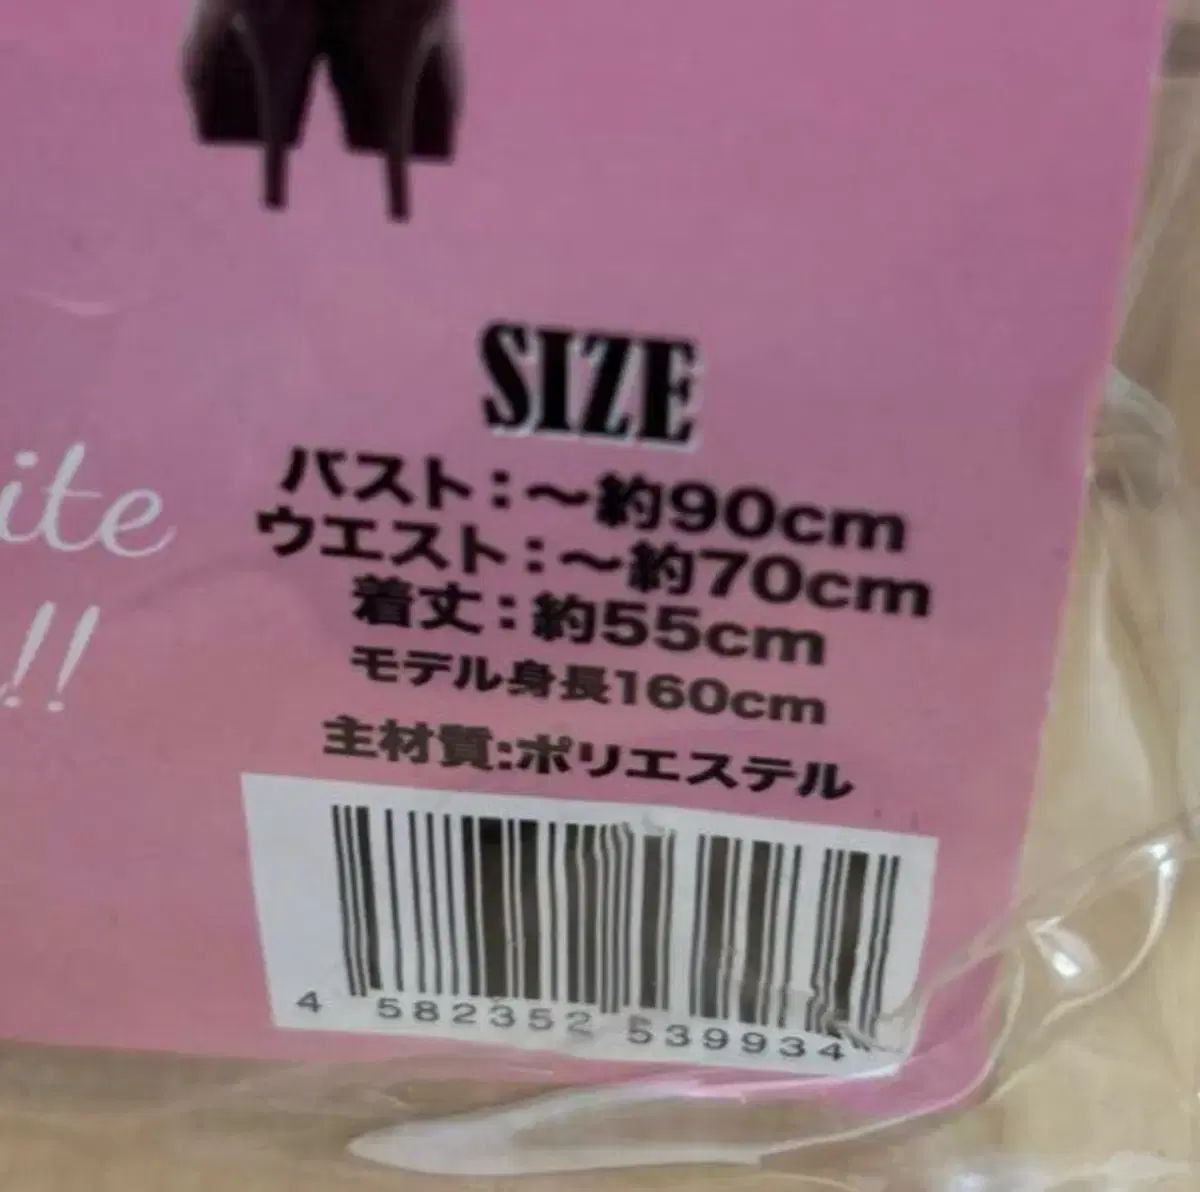 SIZE
バスト：～約90cm
ウエスト：～約70cm
着丈：約55cm
モデル身長160cm
主材質:ポリエステル
ite
!!
4 582352 539934